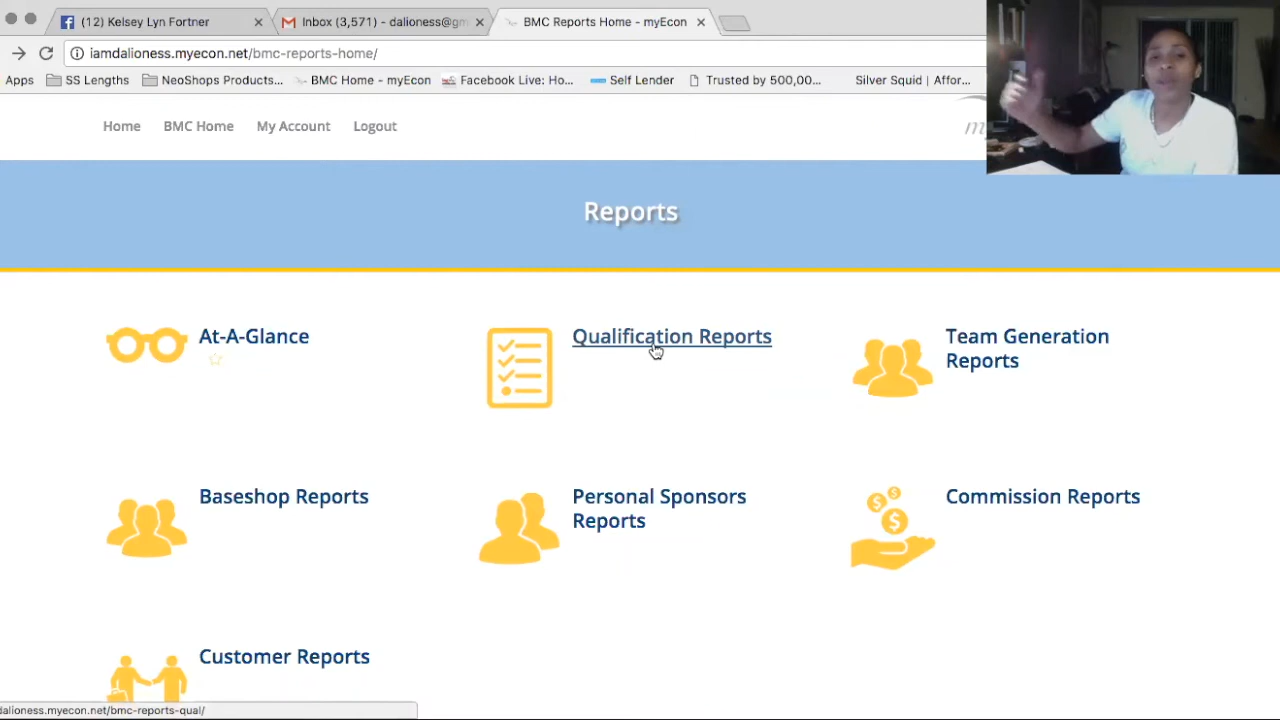 (12) Kelsey Lyn Fortner
Inbox (3,571) - dalioness@gm
BMC Reports Home - myEcon
iamdalioness.myecon.net/bmc-reports-home/
Apps
SS Lengths
NeoShops Products...
BMC Home - myEcon
Facebook Live: Ho...
Self Lender
Trusted by 500,00...
Silver Squid | Affor...
Home
BMC Home
My Account
Logout
m
Reports
At-A-Glance
Qualification Reports
Team Generation
Reports
Baseshop Reports
Personal Sponsors
Reports
Commission Reports
Customer Reports
dalioness.myecon.net/bmc-reports-qual/